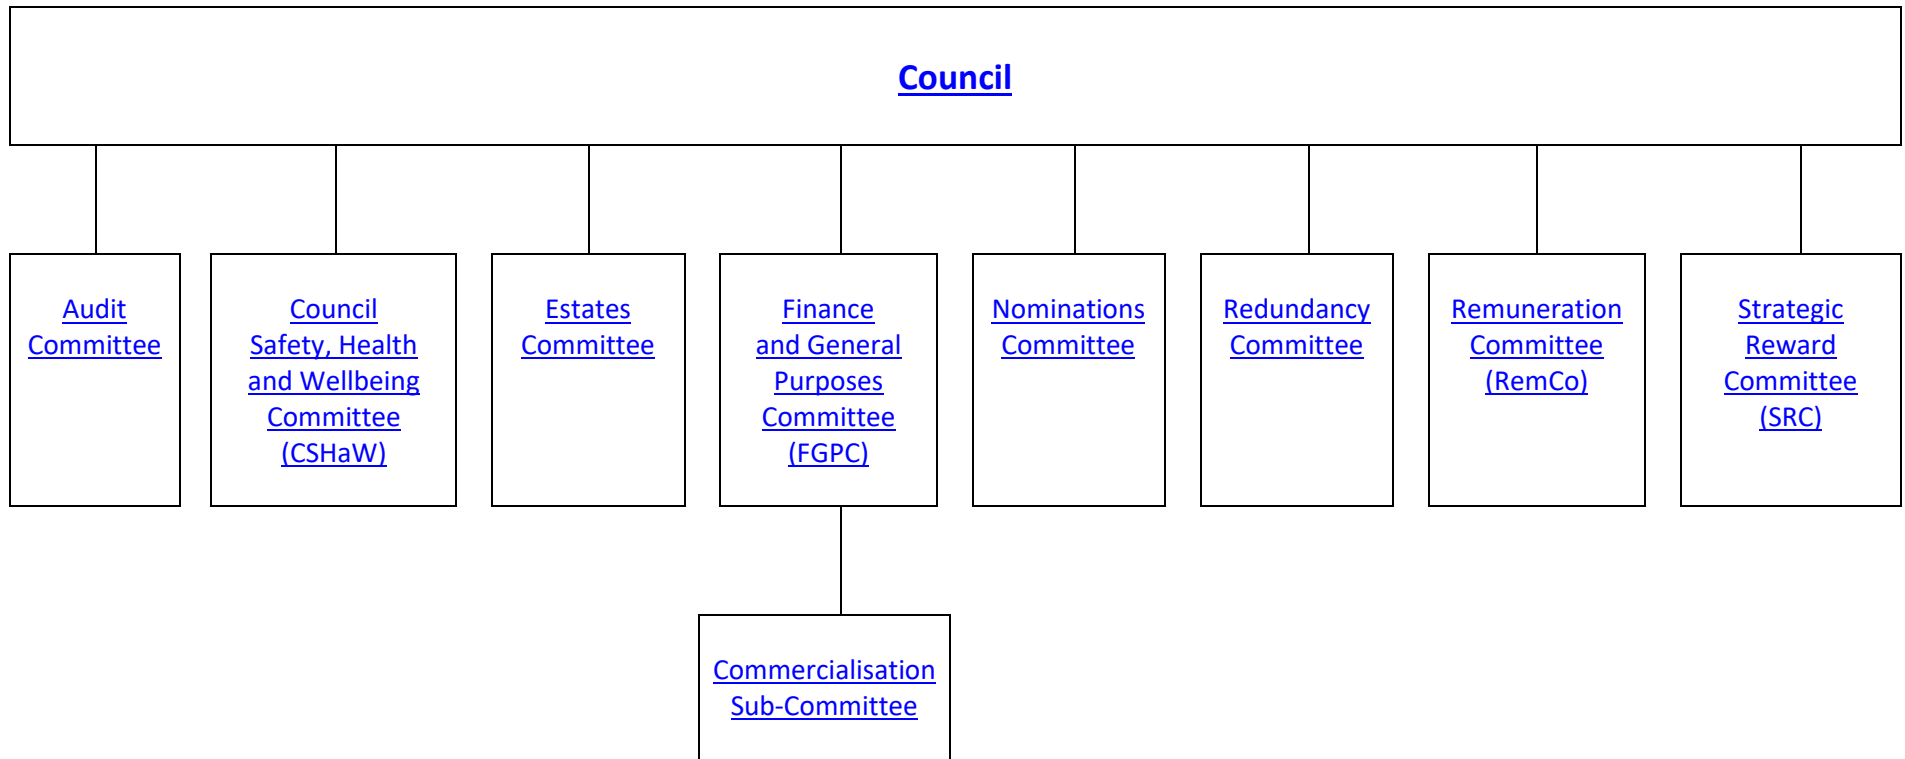 Council
Audit
Committee
Council
Safety, Health
and Wellbeing
Committee
(CSHaW)
Estates
Committee
Finance
and General
Purposes
Committee
(FGPC)
Nominations
Committee
Redundancy
Committee
Remuneration
Committee
(RemCo)
Strategic
Reward
Committee
(SRC)
Commercialisation
Sub-Committee